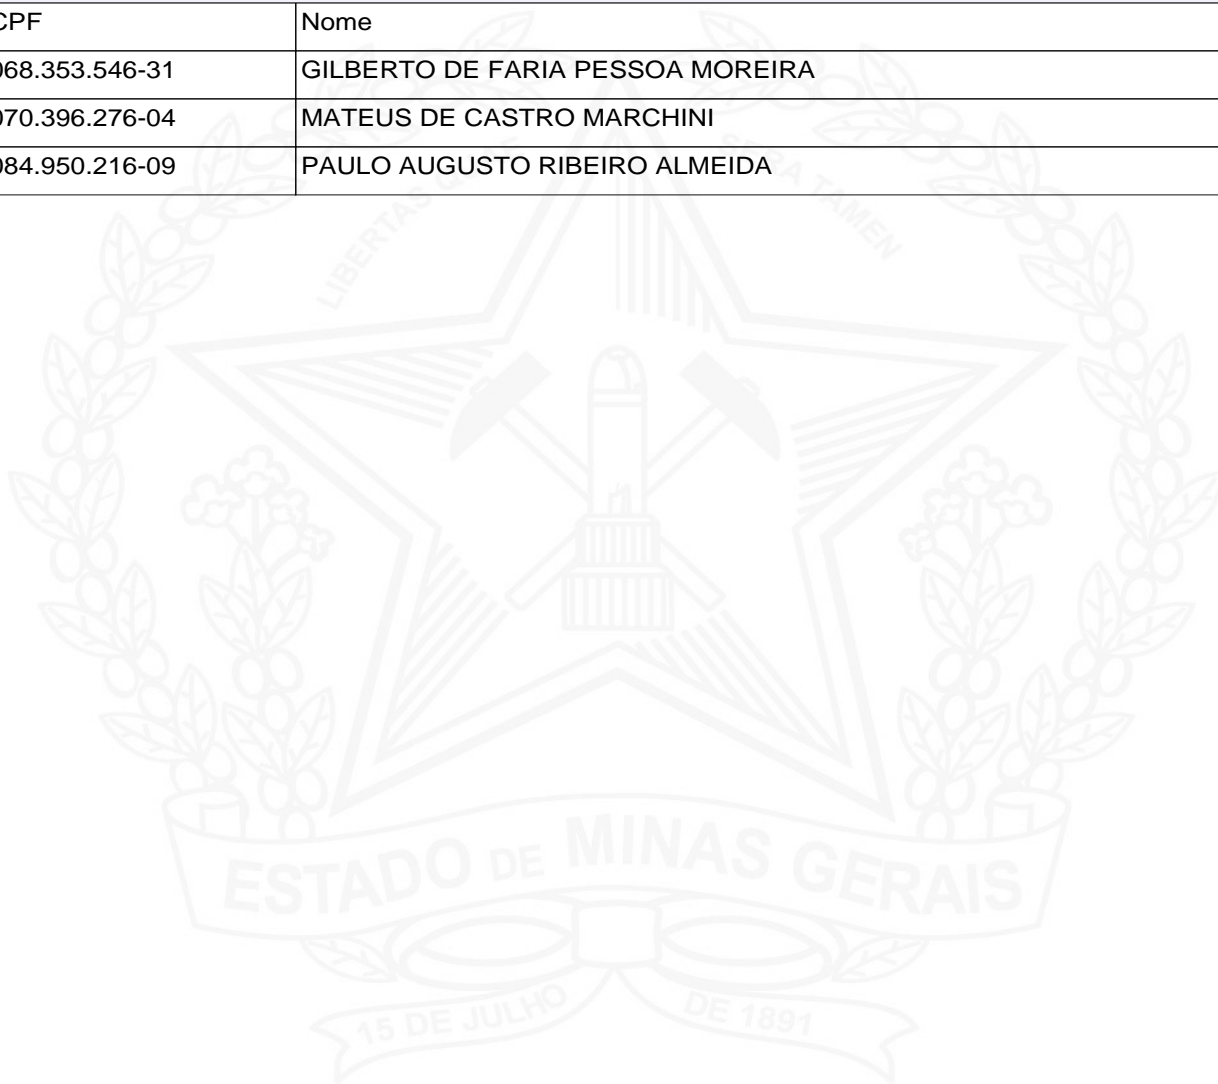 CPF Nome
068.353.546-31 GILBERTO DE FARIA PESSOA MOREIRA
070.396.276-04 MATEUS DE CASTRO MARCHINI
084.950.216-09 PAULO AUGUSTO RIBEIRO ALMEIDA
LIBERTAS QUE SERA TAMEN
ESTADO DE MINAS GERAIS
15 DE JULHO DE 1891